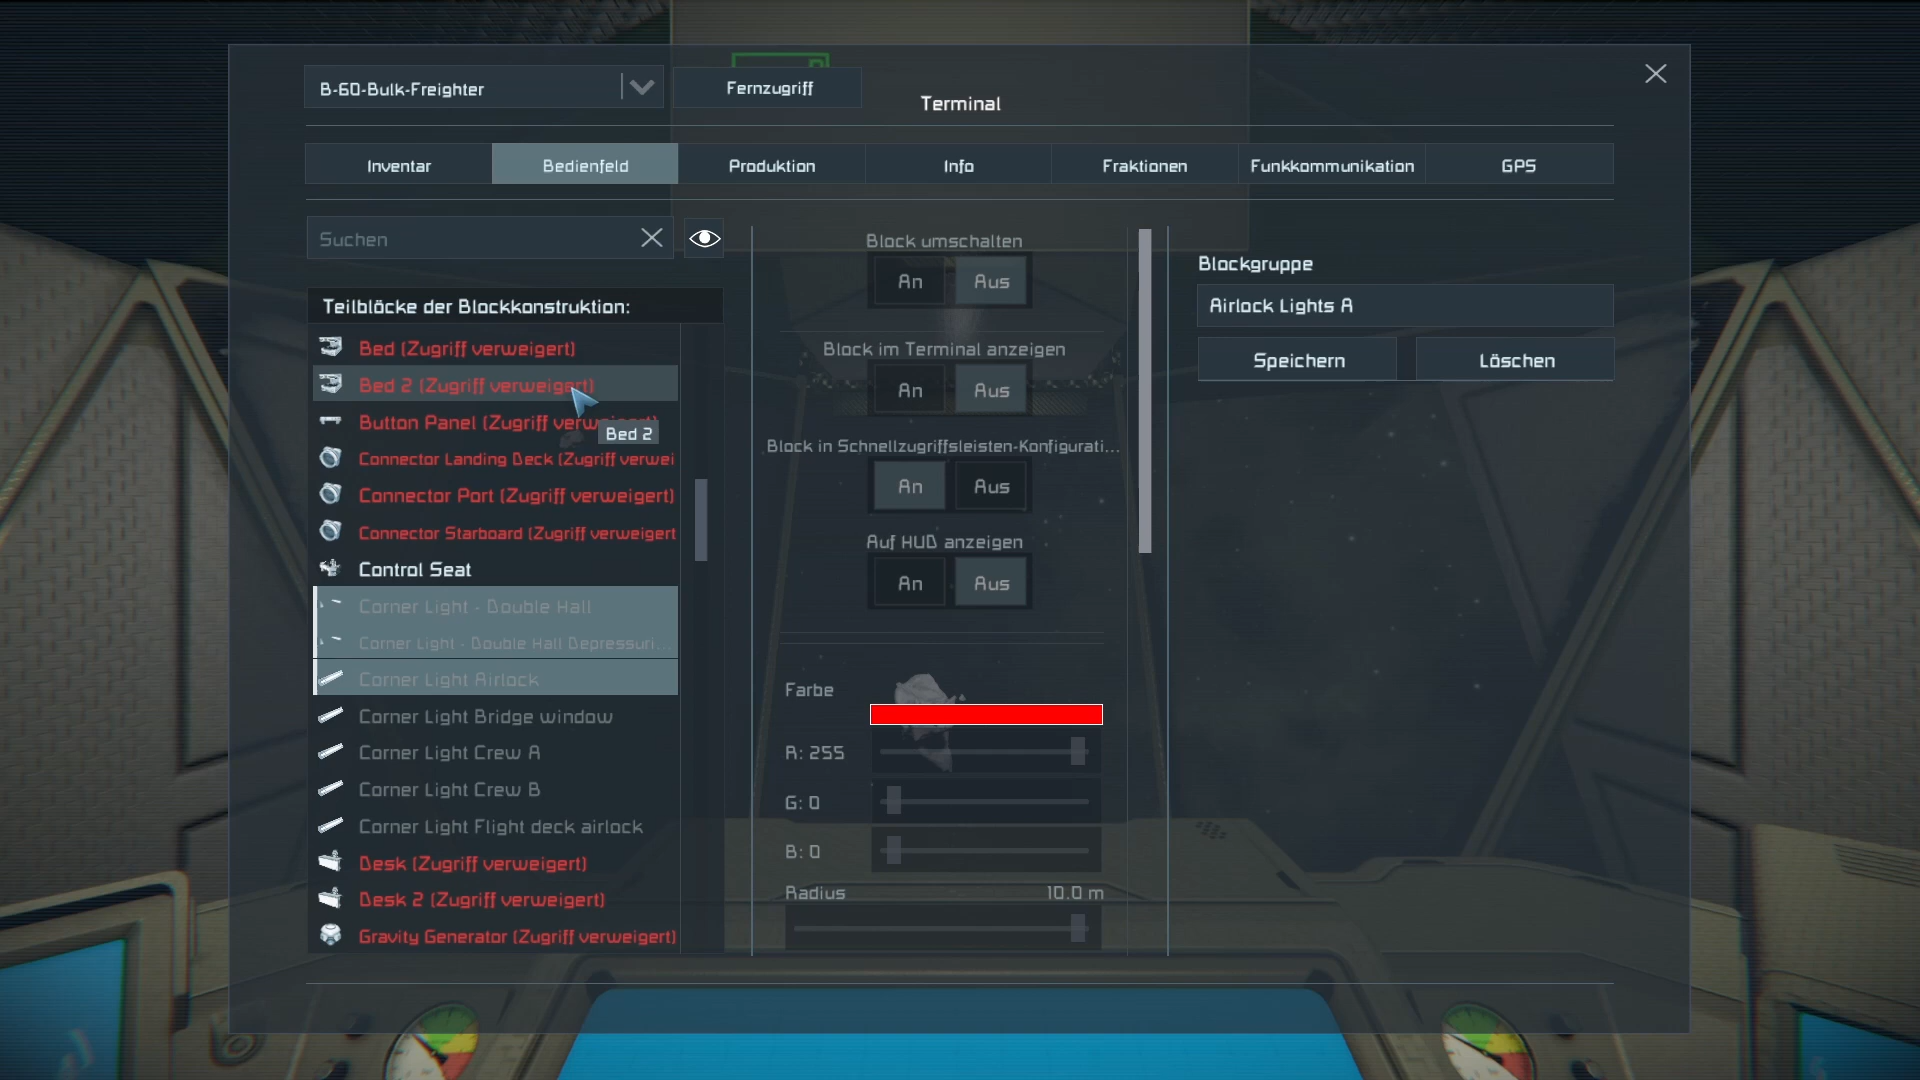 B-60-Bulk-Freighter
Fernzugriff
Terminal
Inventar
Bedienfeld
Produktion
Info
Fraktionen
Funkkommunikation
GPS
Suchen
Teilblöcke der Blockkonstruktion:
Bed (Zugriff verweigert)
Bed 2 (Zugriff verweigert)
Button Panel (Zugriff
Bed 2
Connector Landing Deck (Zugriff verwei
Connector Port (Zugriff verweigert)
Connector Starboard (Zugriff verweigert
Control Seat
Corner Light - Double Hall
Corner Light - Double Hall Depressuri...
Corner Light Airlock
Corner Light Bridge window
Corner Light Crew A
Corner Light Crew B
Corner Light Flight deck airlock
Desk (Zugriff verweigert)
Desk 2 (Zugriff verweigert)
Gravity Generator (Zugriff verweigert)
Block umschalten
An Aus
Block im Terminal anzeigen
An Aus
Block in Schnellzugriffsleisten-Konfigurati...
An Aus
Auf HUD anzeigen
An Aus
Farbe
R: 255
G: 0
B: 0
Radius 10.0 m
Blockgruppe
Airlock Lights A
Speichern Löschen